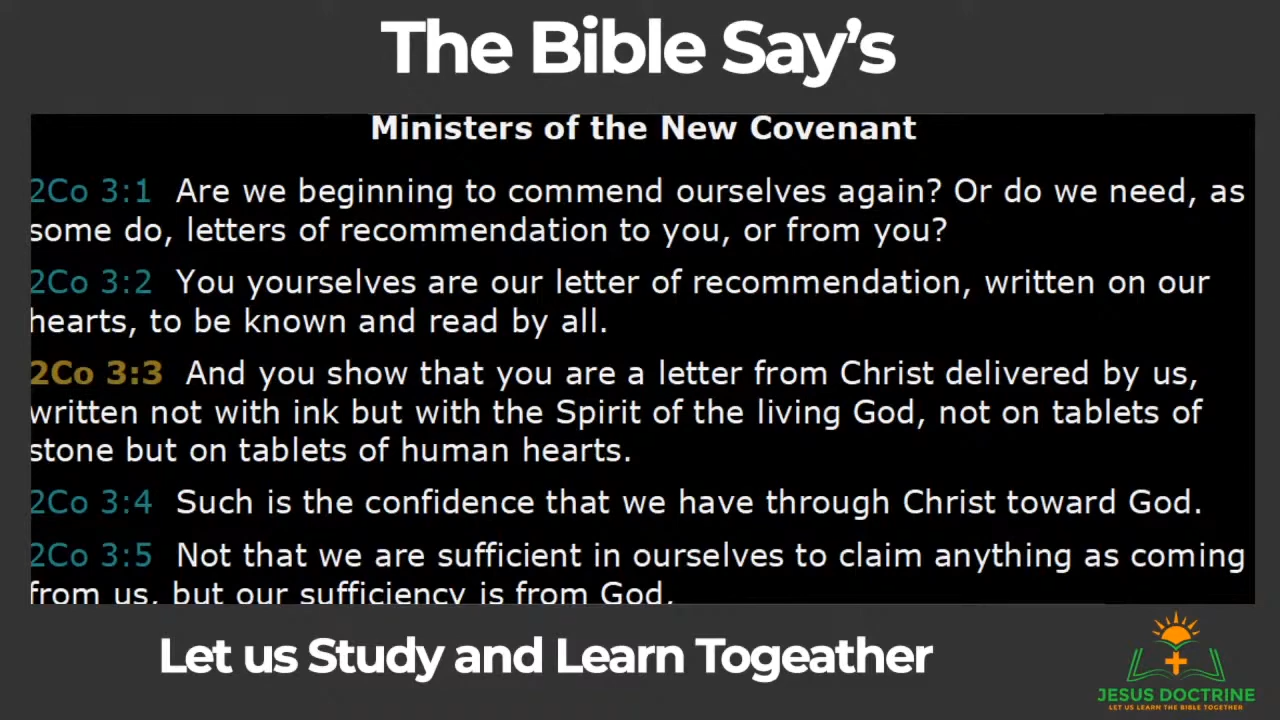 The Bible Say’s
Ministers of the New Covenant
2Co 3:1 Are we beginning to commend ourselves again? Or do we need, as
some do, letters of recommendation to you, or from you?
2Co 3:2 You yourselves are our letter of recommendation, written on our
hearts, to be known and read by all.
2Co 3:3 And you show that you are a letter from Christ delivered by us,
written not with ink but with the Spirit of the living God, not on tablets of
stone but on tablets of human hearts.
2Co 3:4 Such is the confidence that we have through Christ toward God.
2Co 3:5 Not that we are sufficient in ourselves to claim anything as coming
from us, but our sufficiency is from God,
Let us Study and Learn Togeather
JESUS DOCTRINE
LET US LEARN THE BIBLE TOGETHER